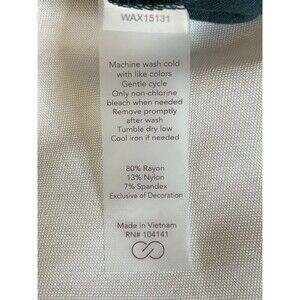 WAX15131
Machine wash cold
with like colors
Gentle cycle
Only non-chlorine
bleach when needed
Remove promptly
after wash
Tumble dry low
Cool iron if needed
80% Rayon
13% Nylon
7% Spandex
Exclusive of Decoration
Made in Vietnam
RN# 104141